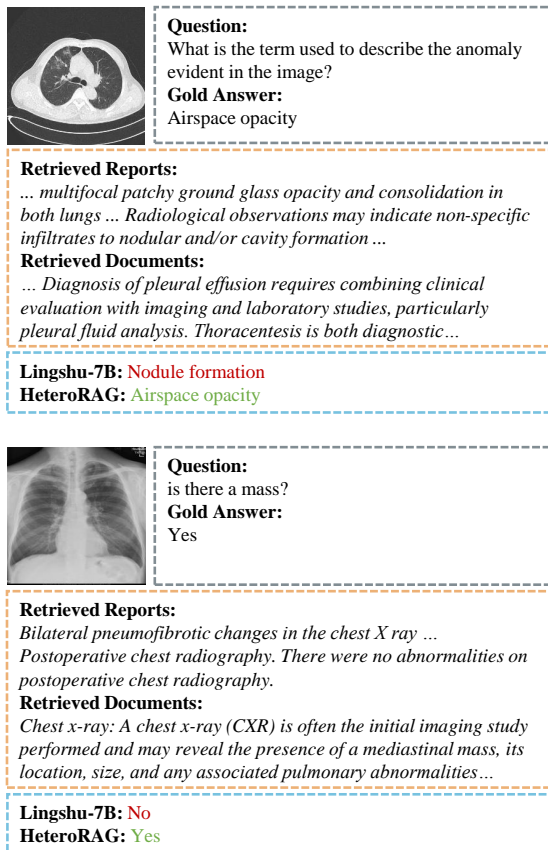 Question:
What is the term used to describe the anomaly
evident in the image?
Gold Answer:
Airspace opacity
Retrieved Reports:
... multifocal patchy ground glass opacity and consolidation in
both lungs ... Radiological observations may indicate non-specific
infiltrates to nodular and/or cavity formation ...
Retrieved Documents:
... Diagnosis of pleural effusion requires combining clinical
evaluation with imaging and laboratory studies, particularly
pleural fluid analysis. Thoracentesis is both diagnostic...
Lingshu-7B: Nodule formation
HeteroRAG: Airspace opacity
Question:
is there a mass?
Gold Answer:
Yes
Retrieved Reports:
Bilateral pneumofibrotic changes in the chest X ray ...
Postoperative chest radiography. There were no abnormalities on
postoperative chest radiography.
Retrieved Documents:
Chest x-ray: A chest x-ray (CXR) is often the initial imaging study
performed and may reveal the presence of a mediastinal mass, its
location, size, and any associated pulmonary abnormalities...
Lingshu-7B: No
HeteroRAG: Yes